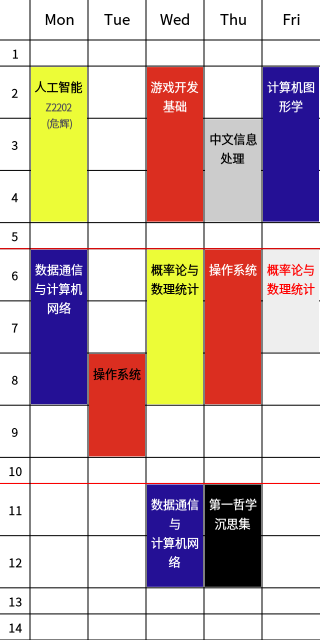 Mon Tue Wed Thu Fri
1
2
3
4
5
6
7
8
9
10
11
12
13
14
人工智能
Z2202
(危辉)
数据通信
与计算机
网络
操作系统
游戏开发
基础
概率论与
数理统计
数据通信
与
计算机网
络
中文信息
处理
操作系统
第一哲学
沉思集
计算机图
形学
概率论与
数理统计